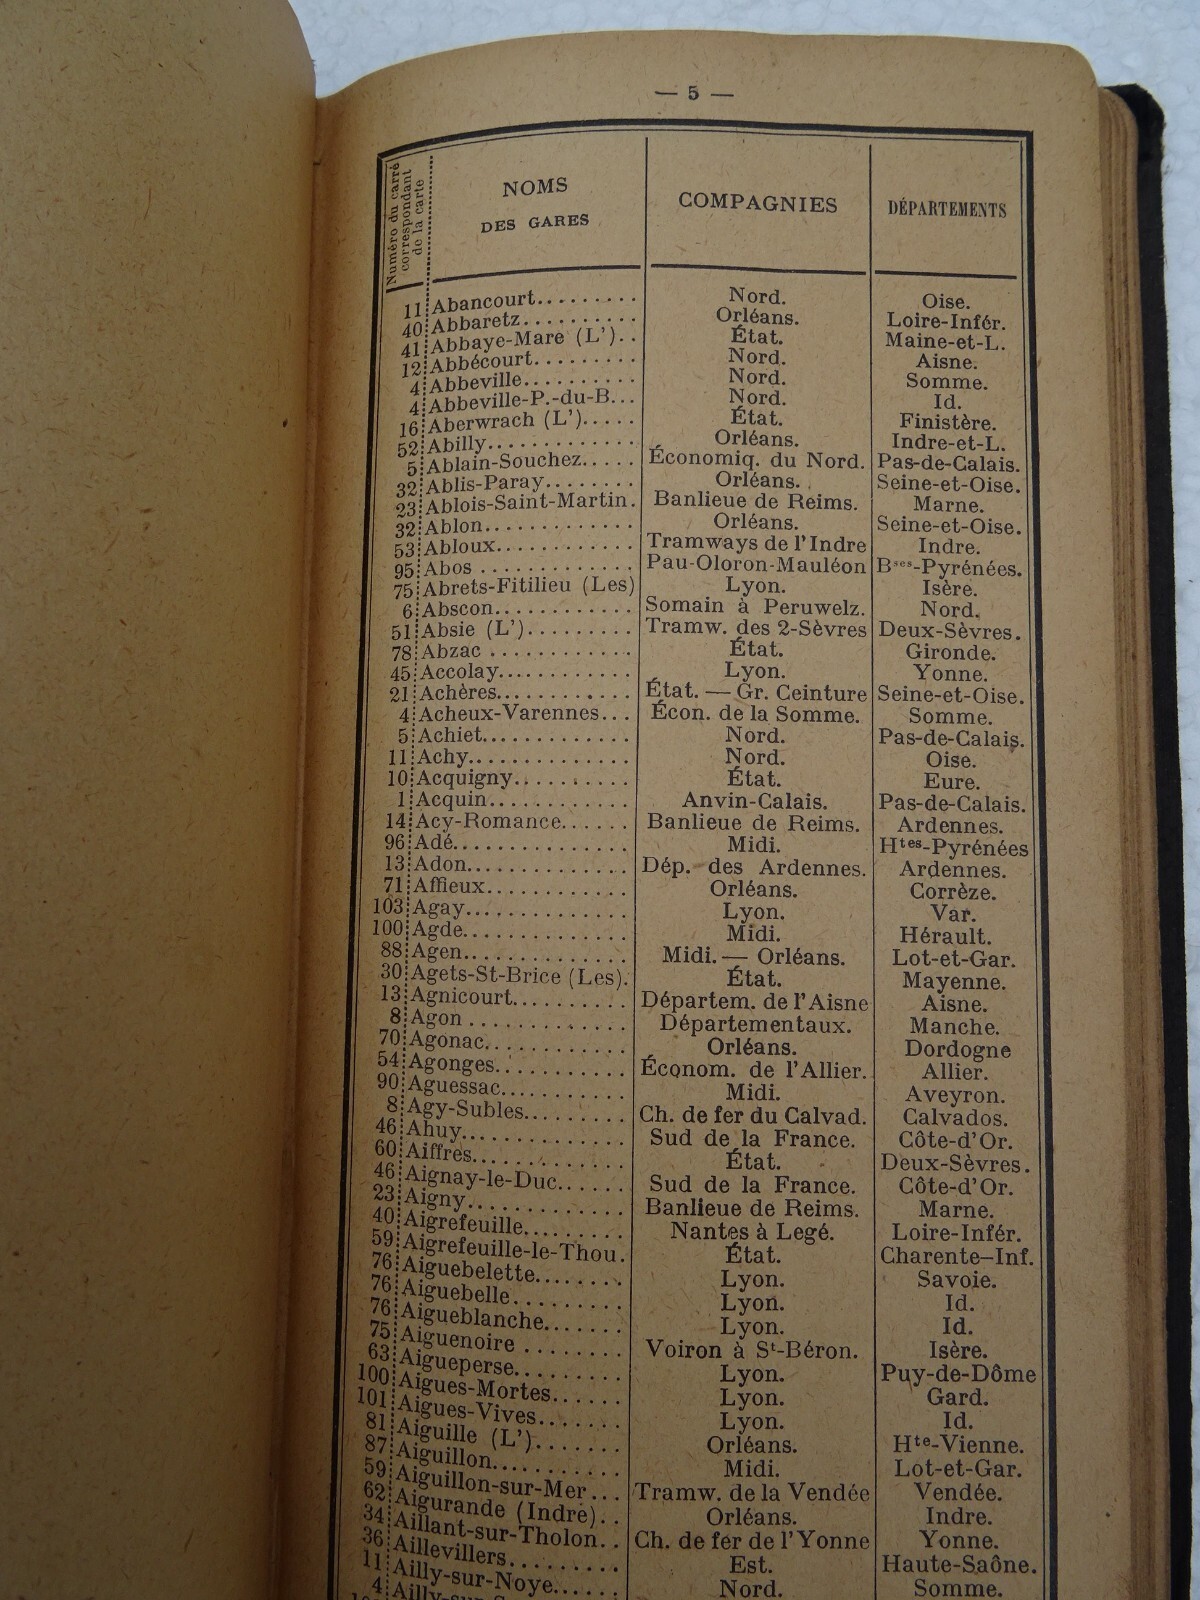 — 5 —
Numéro du carré correspondant de la carte NOMS DES GARES COMPAGNIES DÉPARTEMENTS
11 Abancourt......... Nord. Oise.
40 Abbaretz.......... Orléans. Loire-Infér.
41 Abbaye-Mare (L').. État. Maine-et-L.
12 Abbécourt......... Nord. Aisne.
4 Abbeville.......... Nord. Somme.
4 Abbeville-P.-du-B... Nord. Id.
16 Aberwrach (L')..... État. Finistère.
52 Abilly............. Orléans. Indre-et-L.
5 Ablain-Souchez..... Économiq. du Nord. Pas-de-Calais.
32 Ablis-Paray........ Orléans. Seine-et-Oise.
23 Ablois-Saint-Martin. Banlieue de Reims. Marne.
32 Ablon............. Orléans. Seine-et-Oise.
53 Abloux............ Tramways de l'Indre Indre.
95 Abos ............. Pau-Oloron-Mauléon Bses-Pyrénées.
75 Abrets-Fitilieu (Les) Lyon. Isère.
6 Abscon............ Somain à Peruwelz. Nord.
51 Absie (L')......... Tramw. des 2-Sèvres Deux-Sèvres.
78 Abzac ............ État. Gironde.
45 Accolay........... Lyon. Yonne.
21 Achères........... État. — Gr. Ceinture Seine-et-Oise.
4 Acheux-Varennes... Écon. de la Somme. Somme.
5 Achiet............ Nord. Pas-de-Calais.
11 Achy.............. Nord. Oise.
10 Acquigny.......... État. Eure.
1 Acquin............ Anvin-Calais. Pas-de-Calais.
14 Acy-Romance...... Banlieue de Reims. Ardennes.
96 Adé............... Midi. Htes-Pyrénées
13 Adon.............. Dép. des Ardennes. Ardennes.
71 Affieux............ Orléans. Corrèze.
103 Agay.............. Lyon. Var.
100 Agde.............. Midi. Hérault.
88 Agen.............. Midi. — Orléans. Lot-et-Gar.
30 Agets-St-Brice (Les). État. Mayenne.
13 Agnicourt.......... Départem. de l'Aisne Aisne.
8 Agon ............. Départementaux. Manche.
70 Agonac............ Orléans. Dordogne
54 Agonges........... Économ. de l'Allier. Allier.
90 Aguessac.......... Midi. Aveyron.
8 Agy-Subles........ Ch. de fer du Calvad. Calvados.
46 Ahuy.............. Sud de la France. Côte-d'Or.
60 Aiffres............. État. Deux-Sèvres.
46 Aignay-le-Duc...... Sud de la France. Côte-d'Or.
23 Aigny............. Banlieue de Reims. Marne.
40 Aigrefeuille........ Nantes à Legé. Loire-Infér.
59 Aigrefeuille-le-Thou. État. Charente-Inf.
76 Aiguebelette........ Lyon. Savoie.
76 Aiguebelle.......... Lyon. Id.
76 Aigueblanche....... Lyon. Id.
75 Aiguenoire ........ Voiron à St-Béron. Isère.
63 Aigueperse......... Lyon. Puy-de-Dôme
100 Aigues-Mortes...... Lyon. Gard.
101 Aigues-Vives....... Lyon. Id.
81 Aiguille (L')....... Orléans. Hte-Vienne.
87 Aiguillon........... Midi. Lot-et-Gar.
59 Aiguillon-sur-Mer... Tramw. de la Vendée Vendée.
62 Aigurande (Indre).. Orléans. Indre.
34 Aillant-sur-Tholon.. Ch. de fer de l'Yonne Yonne.
36 Aillevillers......... Est. Haute-Saône.
11 Ailly-sur-Noye...... Nord. Somme.
4